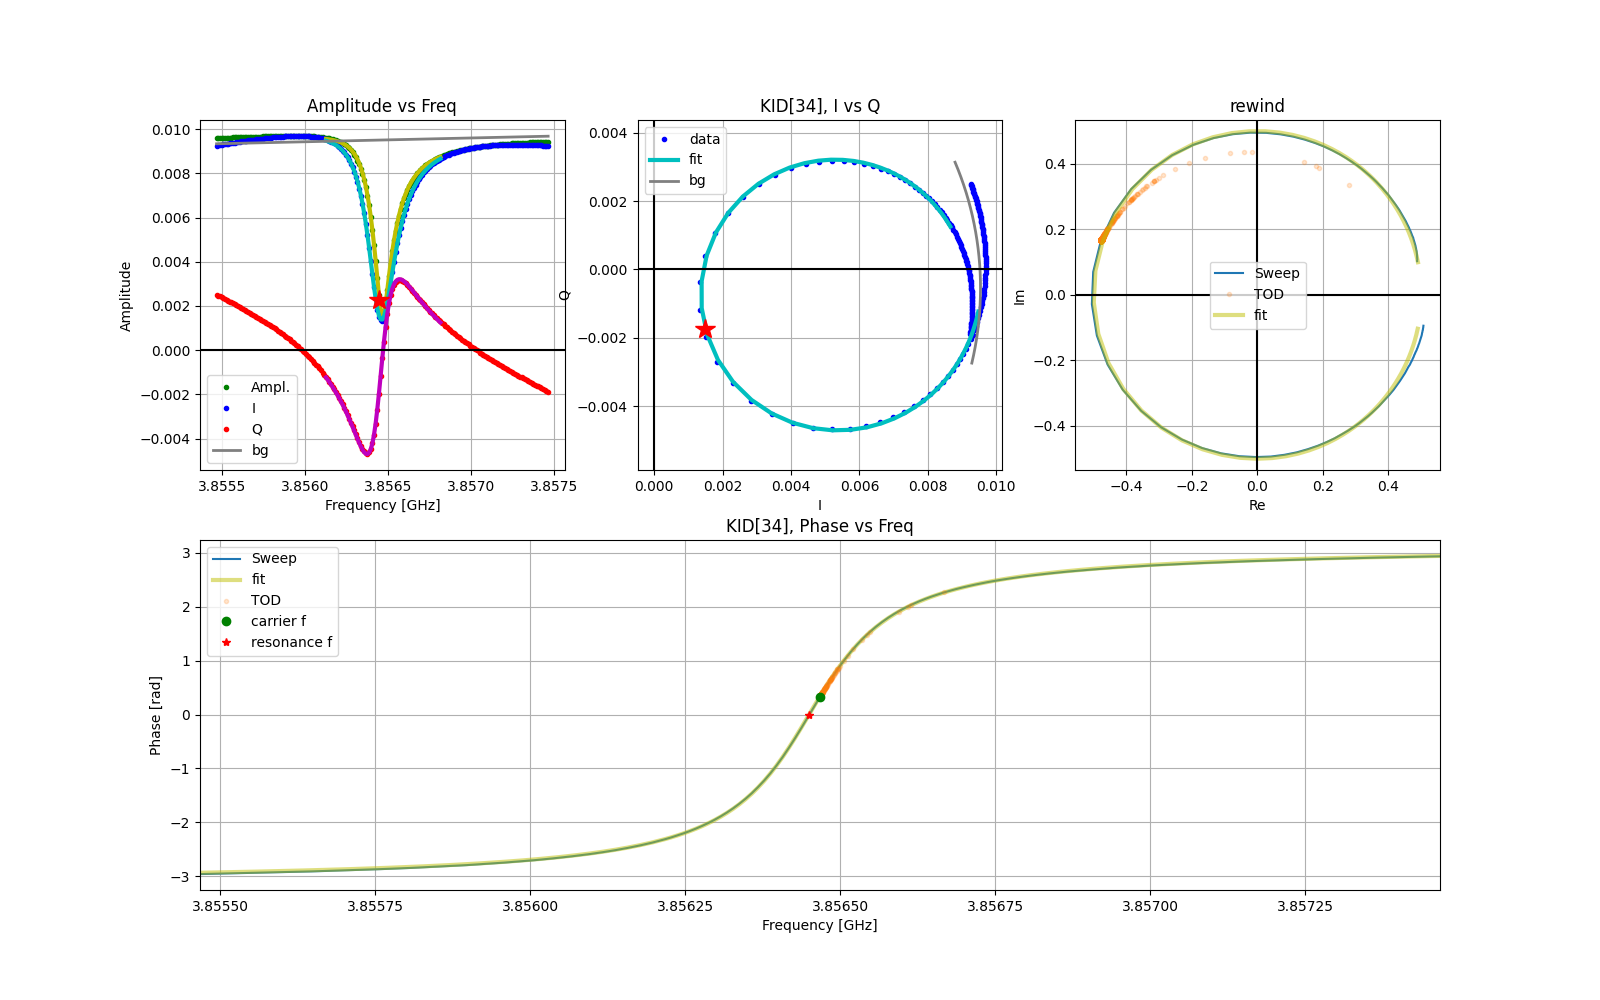 Amplitude vs Freq
0.010
0.008
0.006
0.004
0.002
0.000
−0.002
−0.004
Amplitude
Ampl.
I
Q
bg
3.8555 3.8560 3.8565 3.8570 3.8575
Frequency [GHz]
KID[34], I vs Q
0.004
0.002
0.000
−0.002
−0.004
Q
data
fit
bg
0.000 0.002 0.004 0.006 0.008 0.010
I
rewind
0.4
0.2
0.0
−0.2
−0.4
Im
Sweep
TOD
fit
−0.4 −0.2 0.0 0.2 0.4
Re
KID[34], Phase vs Freq
3
2
1
0
−1
−2
−3
Phase [rad]
Sweep
fit
TOD
carrier f
resonance f
3.85550 3.85575 3.85600 3.85625 3.85650 3.85675 3.85700 3.85725
Frequency [GHz]